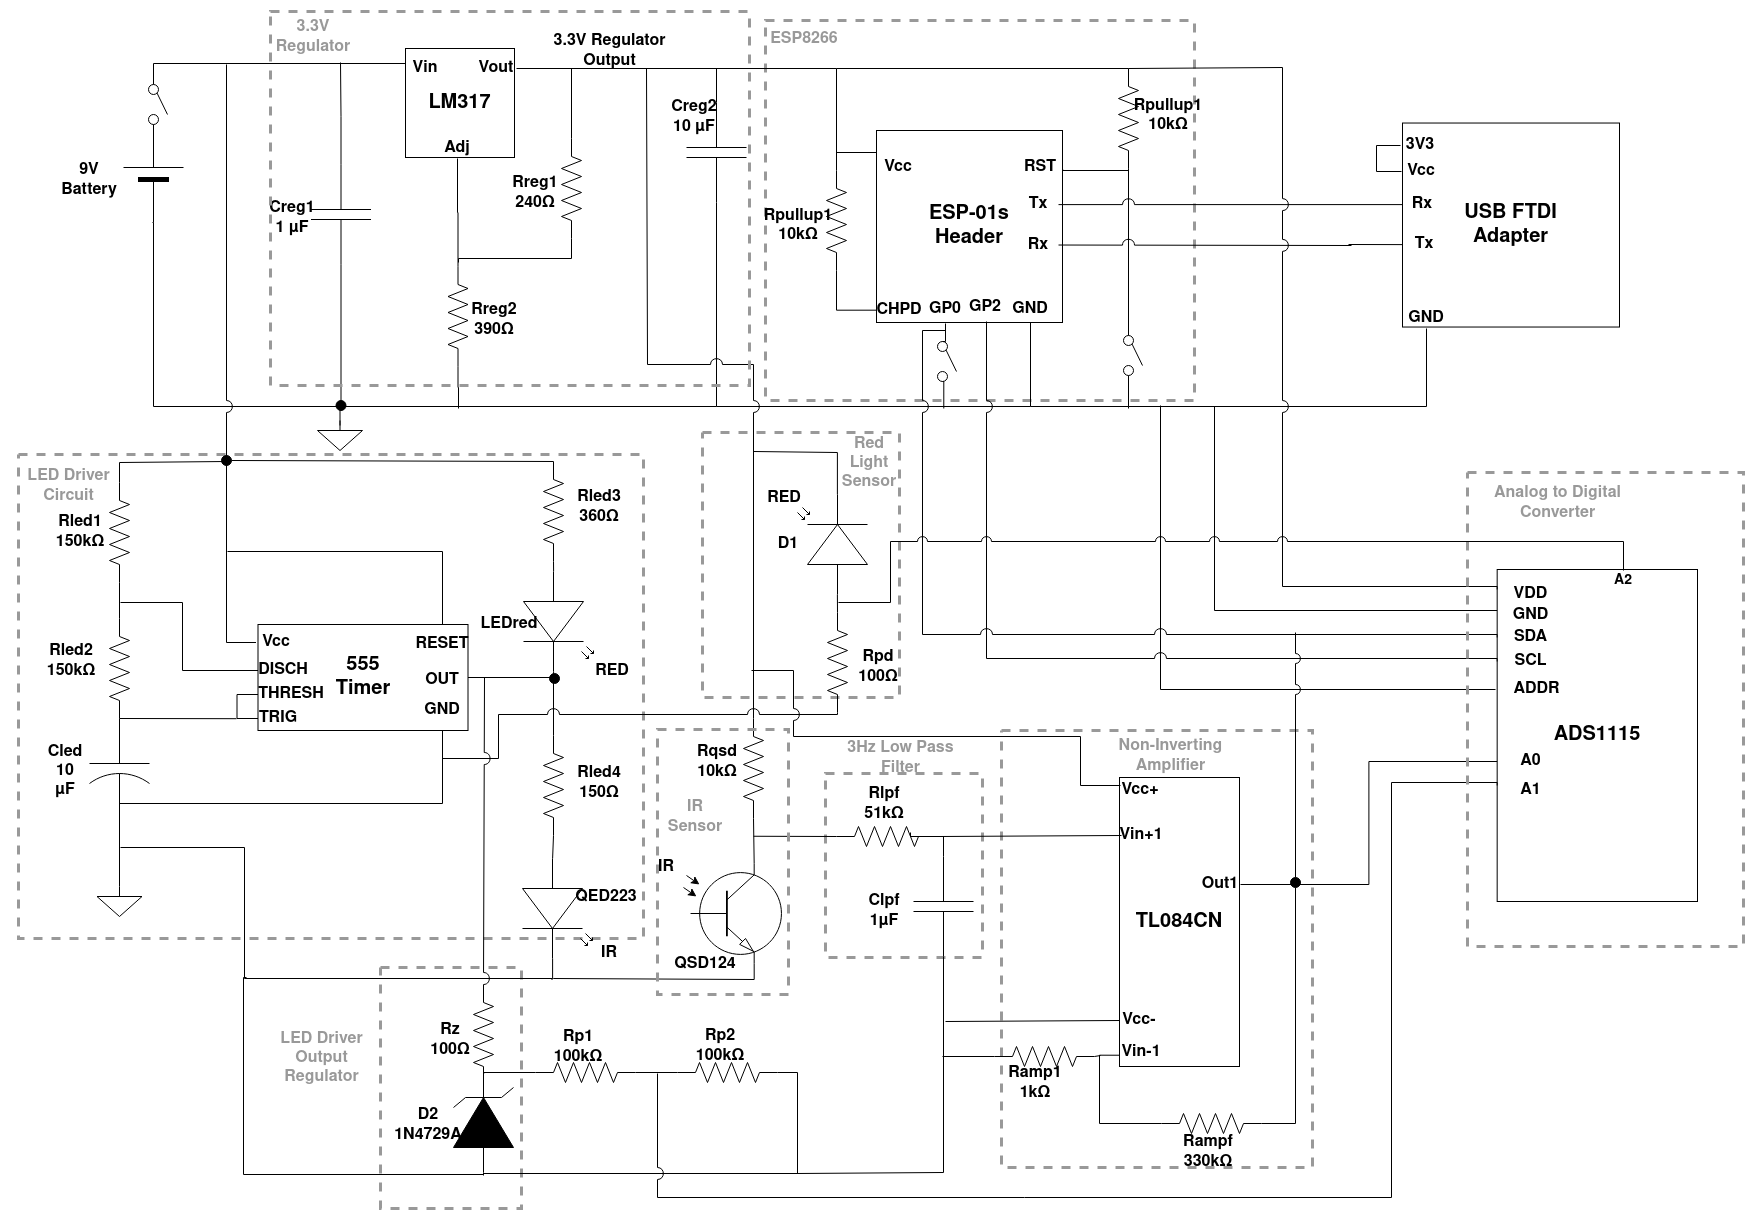 3.3V
Regulator
3.3V Regulator
Output
ESP8266
Vin
Vout
LM317
Adj
Creg2
10 µF
Rpullup1
10kΩ
9V
Battery
Creg1
1 µF
Rreg1
240Ω
Rreg2
390Ω
Rpullup1
10kΩ
Vcc
RST
Tx
Rx
ESP-01s
Header
CHPD
GP0
GP2
GND
3V3
Vcc
Rx
Tx
USB FTDI
Adapter
GND
LED Driver
Circuit
Rled1
150kΩ
Rled2
150kΩ
Cled
10
µF
Vcc
RESET
DISCH
555
Timer
THRESH
TRIG
OUT
GND
Rled3
360Ω
LEDred
RED
Rled4
150Ω
QED223
IR
Red
Light
Sensor
RED
D1
Rpd
100Ω
Analog to Digital
Converter
A2
VDD
GND
SDA
SCL
ADDR
ADS1115
A0
A1
Rqsd
10kΩ
IR
Sensor
IR
QSD124
3Hz Low Pass
Filter
Rlpf
51kΩ
Clpf
1µF
Non-Inverting
Amplifier
Vcc+
Vin+1
Out1
TL084CN
Vcc-
Vin-1
Ramp1
1kΩ
Rampf
330kΩ
LED Driver
Output
Regulator
Rz
100Ω
D2
1N4729A
Rp1
100kΩ
Rp2
100kΩ